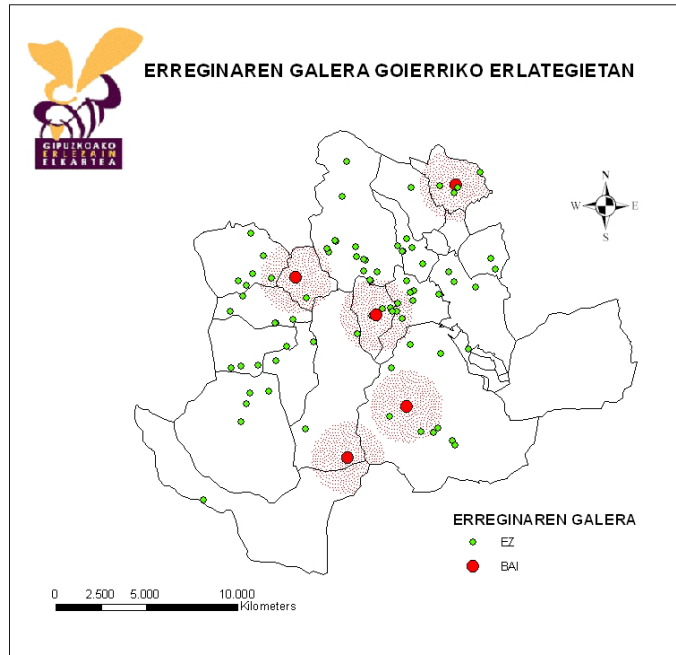 ERREGINAREN GALERA GOIERRIKO ERLATEGIETAN
GIPUZKOAKO
ERLEZAIN
ELKARTEA
N
W E
S
ERREGINAREN GALERA
EZ
BAI
0 2.500 5.000 10.000
Kilometers